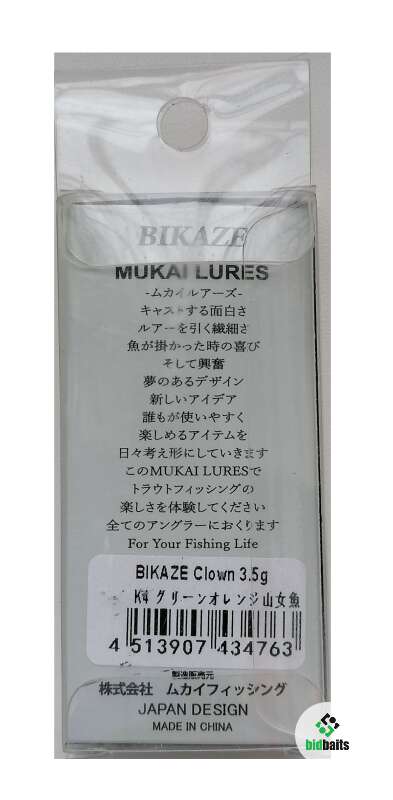 BIKAZE
MUKAI LURES
-ムカイルアーズ-
キャストする面白さ
ルアーを引く繊細さ
魚が掛かった時の喜び
そして興奮
夢のあるデザイン
新しいアイデア
誰もが使いやすく
楽しめるアイテムを
日々考え形にしていきます
このMUKAI LURESで
トラウトフィッシングの
楽しさを体験してください
全てのアングラーにおくります
For Your Fishing Life
BIKAZE Clown 3.5g
K4 グリーンオレンジ山女魚
4 513907 434763
製造販売元
株式会社 ムカイフィッシング
JAPAN DESIGN
MADE IN CHINA
bidbaits